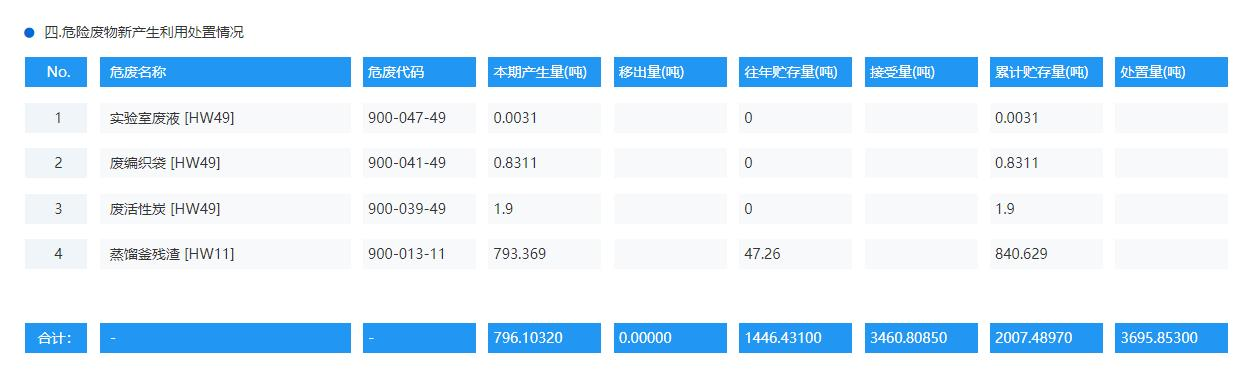 四.危险废物新产生利用处置情况
No. 危废名称 危废代码 本期产生量(吨) 移出量(吨) 往年贮存量(吨) 接受量(吨) 累计贮存量(吨) 处置量(吨)
1 实验室废液 [HW49] 900-047-49 0.0031 0 0.0031
2 废编织袋 [HW49] 900-041-49 0.8311 0 0.8311
3 废活性炭 [HW49] 900-039-49 1.9 0 1.9
4 蒸馏釜残渣 [HW11] 900-013-11 793.369 47.26 840.629
合计： - - 796.10320 0.00000 1446.43100 3460.80850 2007.48970 3695.85300